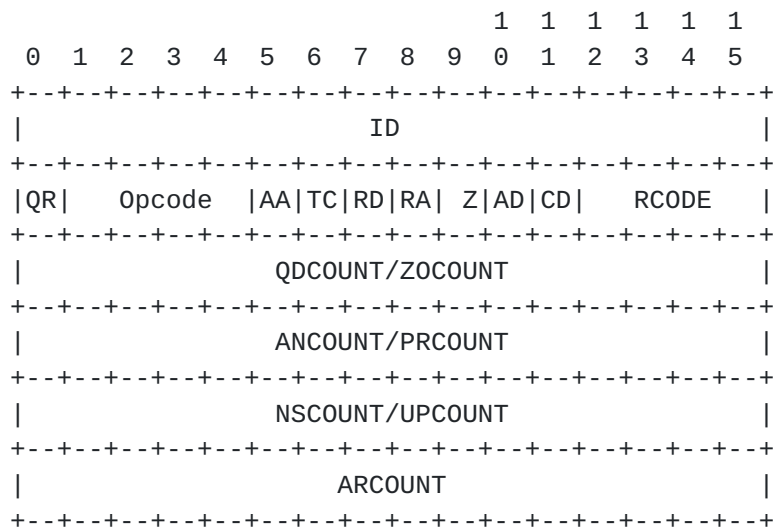 1  1  1  1  1  1
  0  1  2  3  4  5  6  7  8  9  0  1  2  3  4  5
+--+--+--+--+--+--+--+--+--+--+--+--+--+--+--+--+
|                      ID                       |
+--+--+--+--+--+--+--+--+--+--+--+--+--+--+--+--+
|QR|   Opcode  |AA|TC|RD|RA| Z|AD|CD|   RCODE   |
+--+--+--+--+--+--+--+--+--+--+--+--+--+--+--+--+
|                QDCOUNT/ZOCOUNT                |
+--+--+--+--+--+--+--+--+--+--+--+--+--+--+--+--+
|                ANCOUNT/PRCOUNT                |
+--+--+--+--+--+--+--+--+--+--+--+--+--+--+--+--+
|                NSCOUNT/UPCOUNT                |
+--+--+--+--+--+--+--+--+--+--+--+--+--+--+--+--+
|                    ARCOUNT                    |
+--+--+--+--+--+--+--+--+--+--+--+--+--+--+--+--+